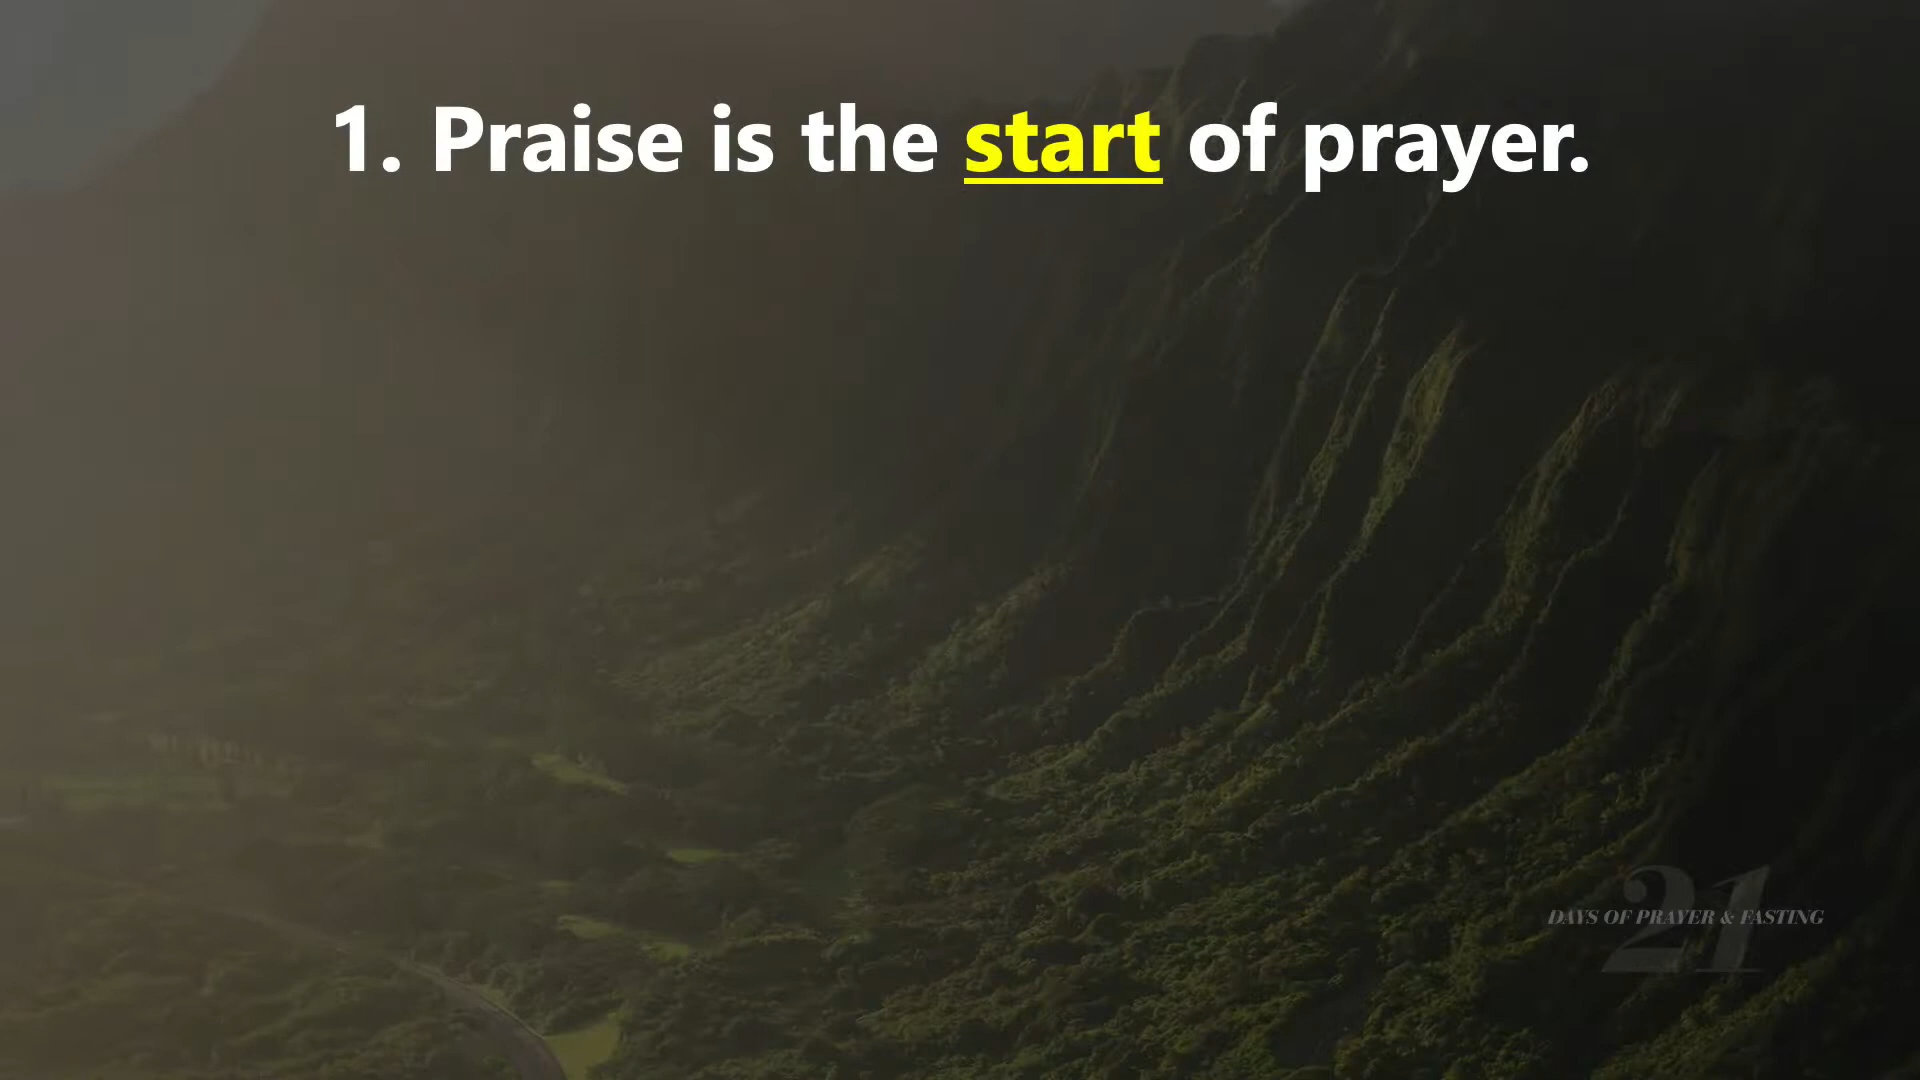 1. Praise is the start of prayer.
21
DAYS OF PRAYER & FASTING